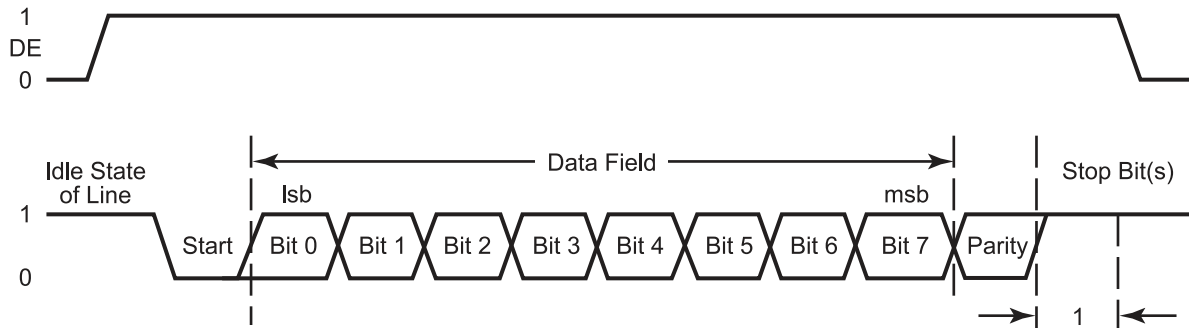 1
DE
0
Idle State
of Line
Data Field
Stop Bit(s)
lsb
msb
1
Start
Bit 0
Bit 1
Bit 2
Bit 3
Bit 4
Bit 5
Bit 6
Bit 7
Parity
0
1